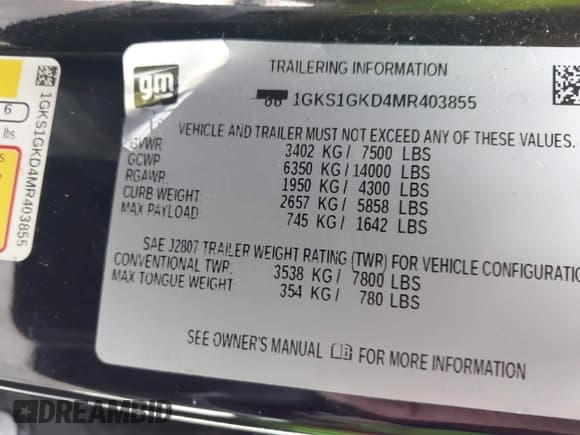 gm
TRAILERING INFORMATION
1GKS1GKD4MR403855
VEHICLE AND TRAILER MUST NOT EXCEED ANY OF THESE VALUES.
GVWR 3402 KG/ 7500 LBS
GCWP 6350 KG/14000 LBS
RGAWR: 1950 KG/ 4300 LBS
CURB WEIGHT: 2657 KG/ 5858 LBS
MAX PAYLOAD: 745 KG/ 1642 LBS
SAE J2807 TRAILER WEIGHT RATING (TWR) FOR VEHICLE
CONVENTIONAL TWR: 3538 KG/ 7800 LBS
MAX TONGUE WEIGHT: 354 KG/ 780 LBS
SEE OWNER'S MANUAL FOR MORE INFORMATION
1GKS1GKD4MR403855
6
lbs
DREAMBID